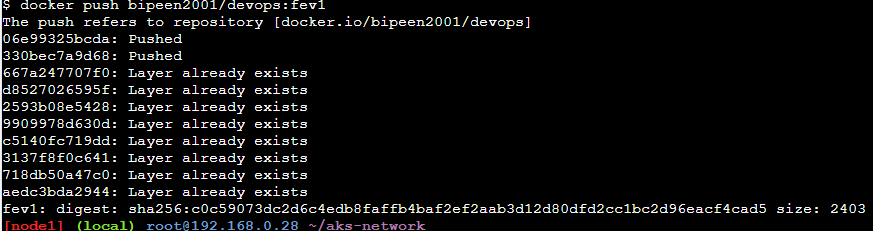 $ docker push bipeen2001/devops:fev1
The push refers to repository [docker.io/bipeen2001/devops]
06e99325bcda: Pushed
330bec7a9d68: Pushed
667a247707f0: Layer already exists
d8527026595f: Layer already exists
2593b08e5428: Layer already exists
9909978d630d: Layer already exists
c5140fc719dd: Layer already exists
3137f8f0c641: Layer already exists
718db50a47c0: Layer already exists
aedc3bda2944: Layer already exists
fev1: digest: sha256:c0c59073dc2d6c4edb8faffb4baf2ef2aab3d12d80dfd2cc1bc2d96eacf4cad5 size: 2403
[node1] (local) root@192.168.0.28 ~/aks-network